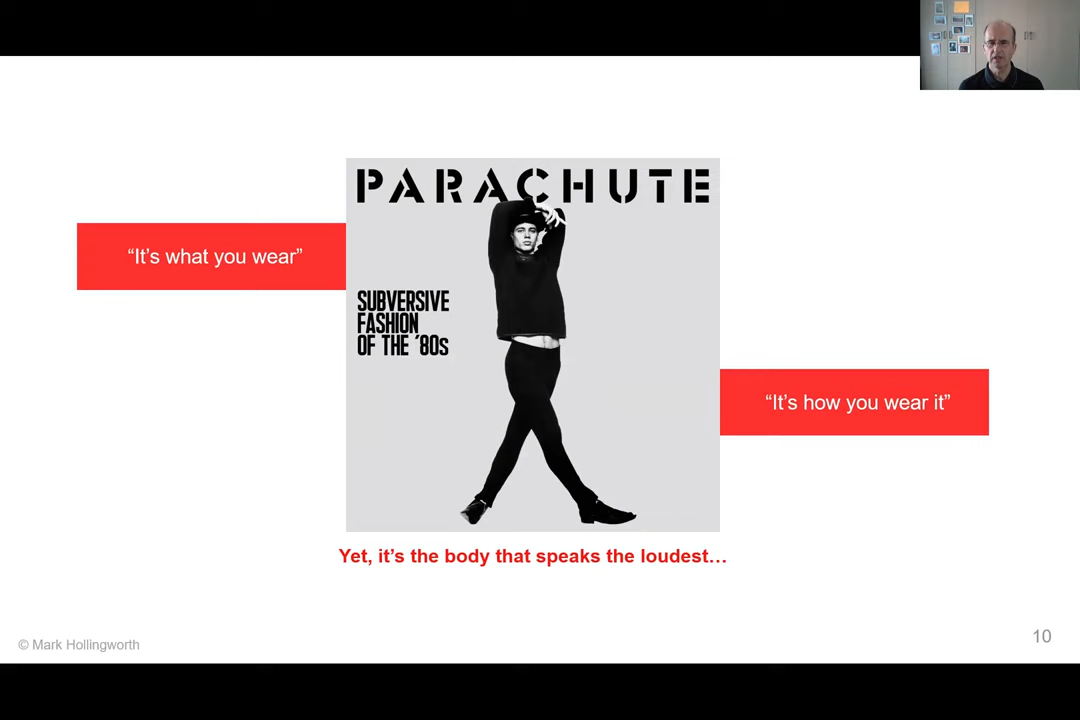 PARACHUTE
“It’s what you wear”
SUBVERSIVE
FASHION
OF THE ’80s
“It’s how you wear it”
Yet, it’s the body that speaks the loudest…
© Mark Hollingworth
10